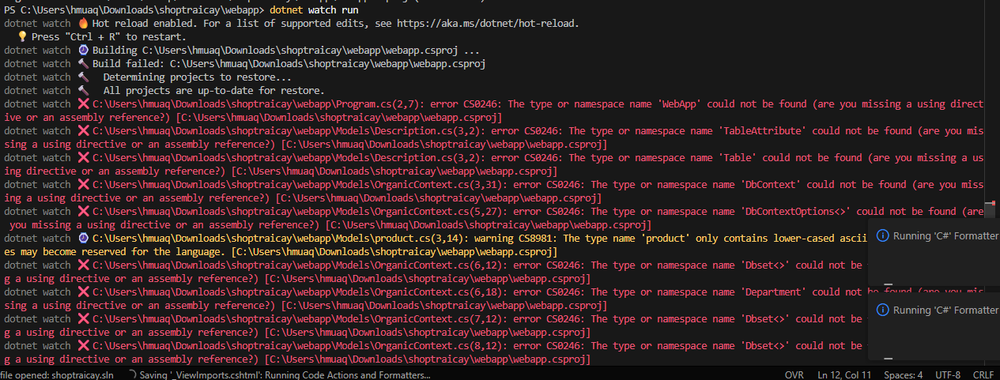 PS C:\Users\hmuaq\Downloads\shoptraicay\webapp> dotnet watch run
dotnet watch 🔥 Hot reload enabled. For a list of supported edits, see https://aka.ms/dotnet/hot-reload.
💡 Press "Ctrl + R" to restart.
dotnet watch ⌚ Building C:\Users\hmuaq\Downloads\shoptraicay\webapp\webapp.csproj ...
dotnet watch 🔨 Build failed: C:\Users\hmuaq\Downloads\shoptraicay\webapp\webapp.csproj
dotnet watch 🔨 Determining projects to restore...
dotnet watch 🔨 All projects are up-to-date for restore.
dotnet watch ❌ C:\Users\hmuaq\Downloads\shoptraicay\webapp\Program.cs(2,7): error CS0246: The type or namespace name 'WebApp' could not be found (are you missing a using direct
ive or an assembly reference?) [C:\Users\hmuaq\Downloads\shoptraicay\webapp\webapp.csproj]
dotnet watch ❌ C:\Users\hmuaq\Downloads\shoptraicay\webapp\Models\Description.cs(3,2): error CS0246: The type or namespace name 'TableAttribute' could not be found (are you mis
sing a using directive or an assembly reference?) [C:\Users\hmuaq\Downloads\shoptraicay\webapp\webapp.csproj]
dotnet watch ❌ C:\Users\hmuaq\Downloads\shoptraicay\webapp\Models\Description.cs(3,2): error CS0246: The type or namespace name 'Table' could not be found (are you missing a us
ing directive or an assembly reference?) [C:\Users\hmuaq\Downloads\shoptraicay\webapp\webapp.csproj]
dotnet watch ❌ C:\Users\hmuaq\Downloads\shoptraicay\webapp\Models\OrganicContext.cs(3,31): error CS0246: The type or namespace name 'DbContext' could not be found (are you miss
ing a using directive or an assembly reference?) [C:\Users\hmuaq\Downloads\shoptraicay\webapp\webapp.csproj]
dotnet watch ❌ C:\Users\hmuaq\Downloads\shoptraicay\webapp\Models\OrganicContext.cs(5,27): error CS0246: The type or namespace name 'DbContextOptions<>' could not be found (are
you missing a using directive or an assembly reference?) [C:\Users\hmuaq\Downloads\shoptraicay\webapp\webapp.csproj]
dotnet watch ⌚ C:\Users\hmuaq\Downloads\shoptraicay\webapp\Models\product.cs(3,14): warning CS8981: The type name 'product' only contains lower-cased ascii
es may become reserved for the language. [C:\Users\hmuaq\Downloads\shoptraicay\webapp\webapp.csproj]
dotnet watch ❌ C:\Users\hmuaq\Downloads\shoptraicay\webapp\Models\OrganicContext.cs(6,12): error CS0246: The type or namespace name 'Dbset<>' could not be
g a using directive or an assembly reference?) [C:\Users\hmuaq\Downloads\shoptraicay\webapp\webapp.csproj]
dotnet watch ❌ C:\Users\hmuaq\Downloads\shoptraicay\webapp\Models\OrganicContext.cs(6,18): error CS0246: The type or namespace name 'Department' could not be found (are you mis
sing a using directive or an assembly reference?) [C:\Users\hmuaq\Downloads\shoptraicay\webapp\webapp.csproj]
dotnet watch ❌ C:\Users\hmuaq\Downloads\shoptraicay\webapp\Models\OrganicContext.cs(7,12): error CS0246: The type or namespace name 'Dbset<>' could not be
g a using directive or an assembly reference?) [C:\Users\hmuaq\Downloads\shoptraicay\webapp\webapp.csproj]
dotnet watch ❌ C:\Users\hmuaq\Downloads\shoptraicay\webapp\Models\OrganicContext.cs(8,12): error CS0246: The type or namespace name 'Dbset<>' could not be
g a using directive or an assembly reference?) [C:\Users\hmuaq\Downloads\shoptraicay\webapp\webapp.csproj]
Running 'C#' Formatter
Running 'C#' Formatter
file opened: shoptraicay.sln Saving '_ViewImports.cshtml': Running Code Actions and Formatters... OVR Ln 12, Col 11 Spaces: 4 UTF-8 CRLF